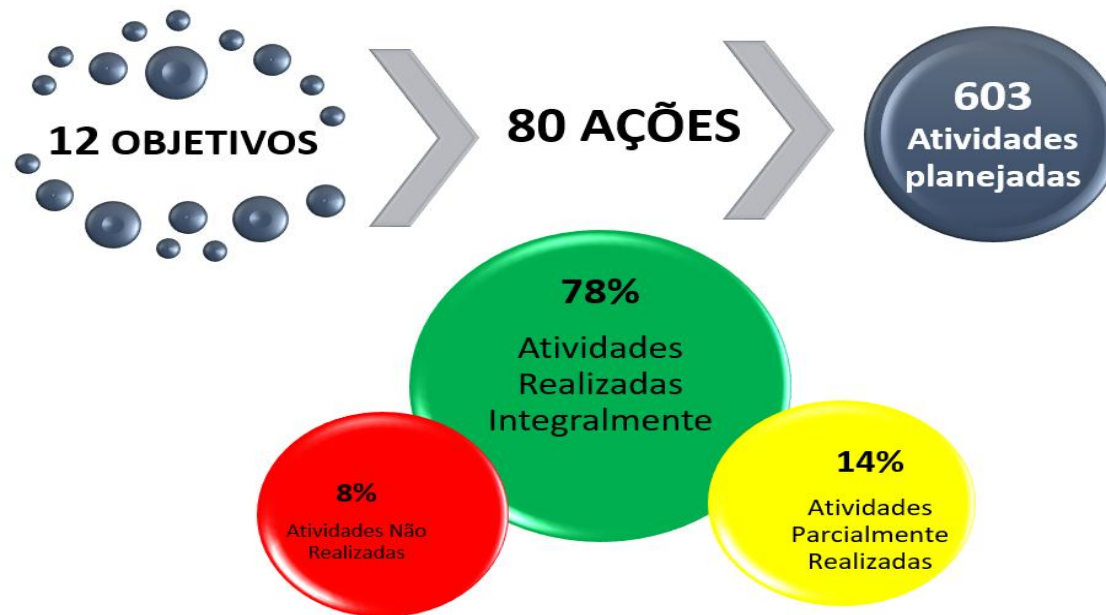 12 OBJETIVOS
80 AÇÕES
603
Atividades
planejadas
78%
Atividades
Realizadas
Integralmente
8%
Atividades Não
Realizadas
14%
Atividades
Parcialmente
Realizadas